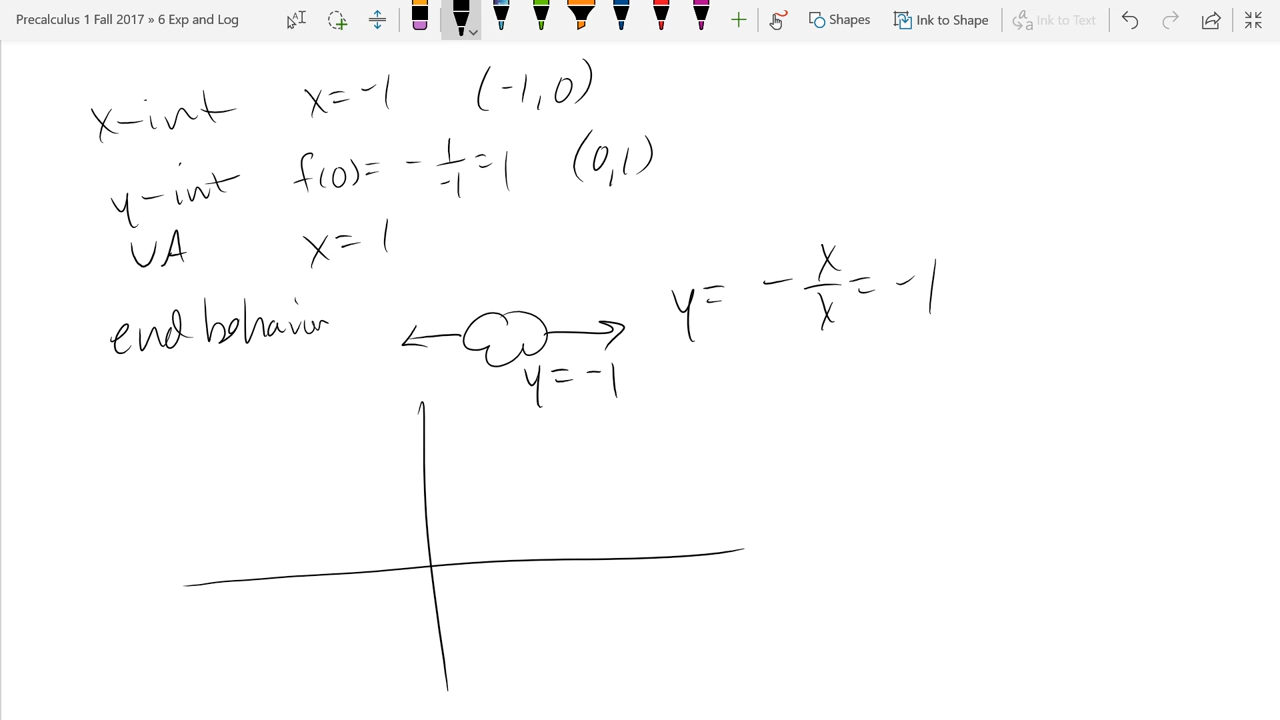 Precalculus 1 Fall 2017 » 6 Exp and Log
Shapes
Ink to Shape
Ink to Text
x-int x=-1 (-1,0)
y-int f(0)= - 1/-1 = 1 (0,1)
VA x=1
end behavior
y= - x/x = -1
y=-1